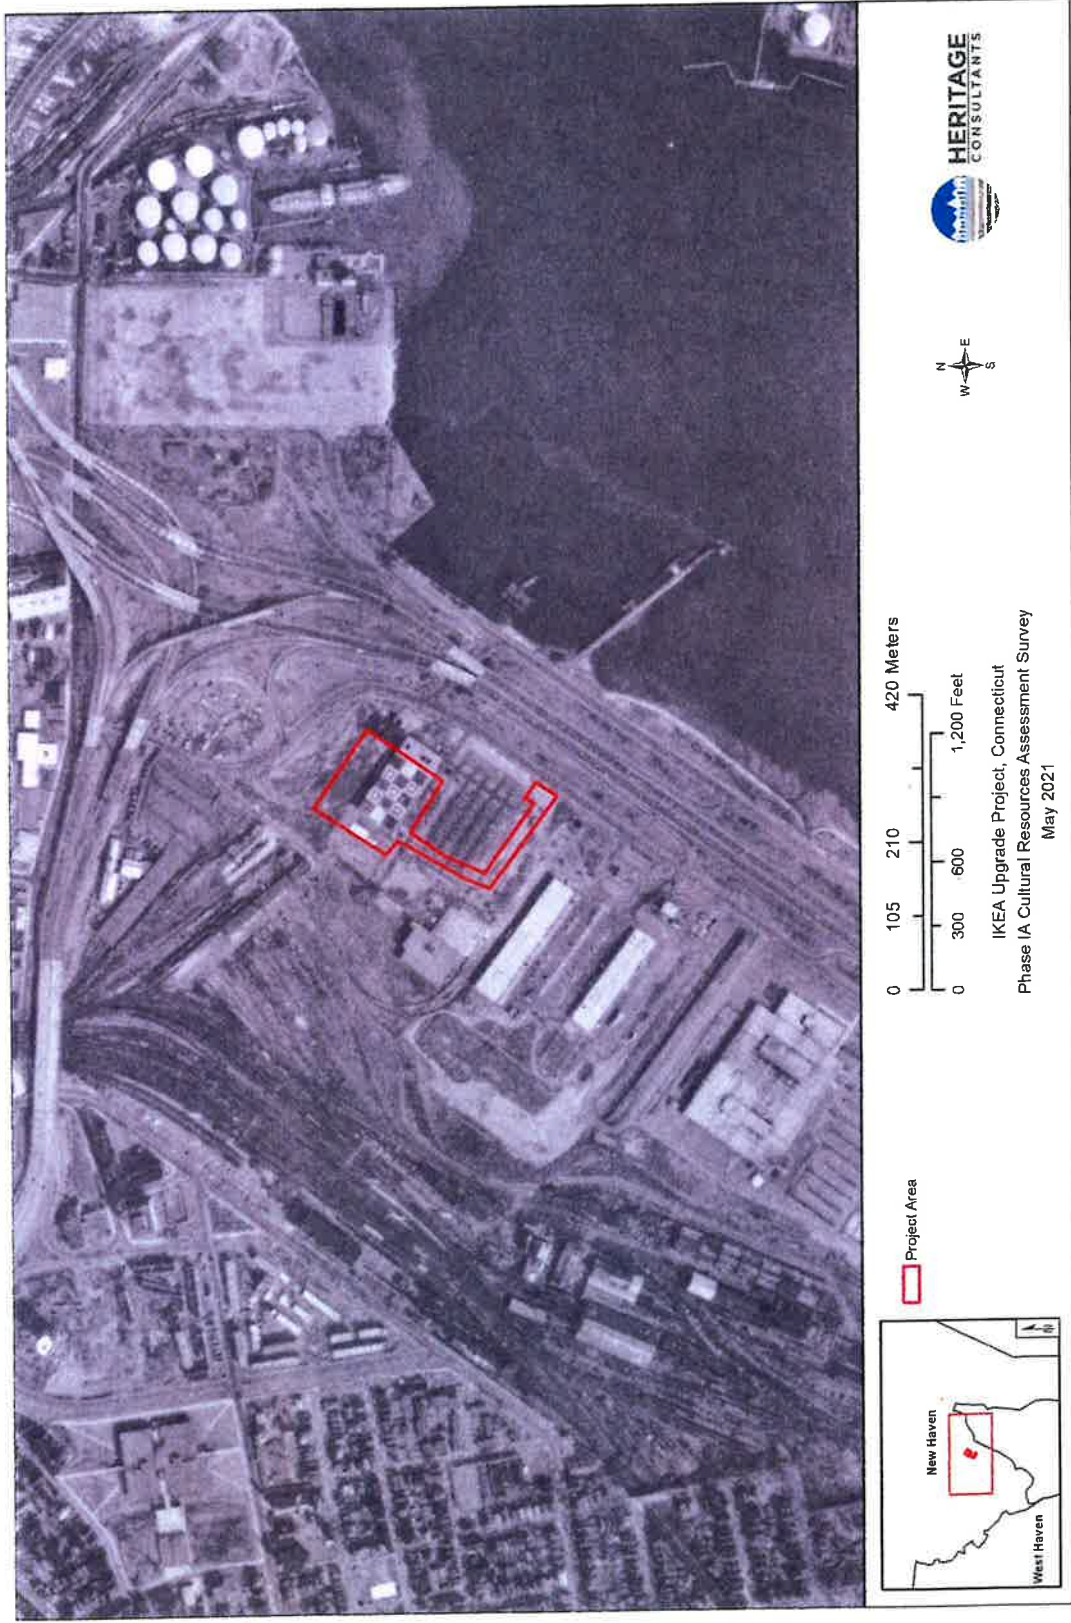 New Haven
West Haven
N
Project Area
0 105 210 420 Meters
0 300 600 1,200 Feet
IKEA Upgrade Project, Connecticut
Phase IA Cultural Resources Assessment Survey
May 2021
N
W E
S
HERITAGE
CONSULTANTS